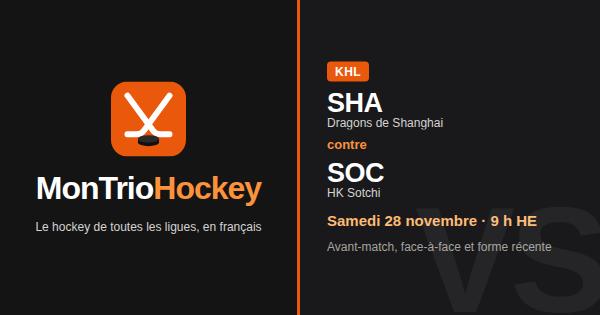 MonTrioHockey
Le hockey de toutes les ligues, en français
KHL
SHA
Dragons de Shanghai
contre
SOC
HK Sotchi
Samedi 28 novembre · 9 h HE
Avant-match, face-à-face et forme récente
VS